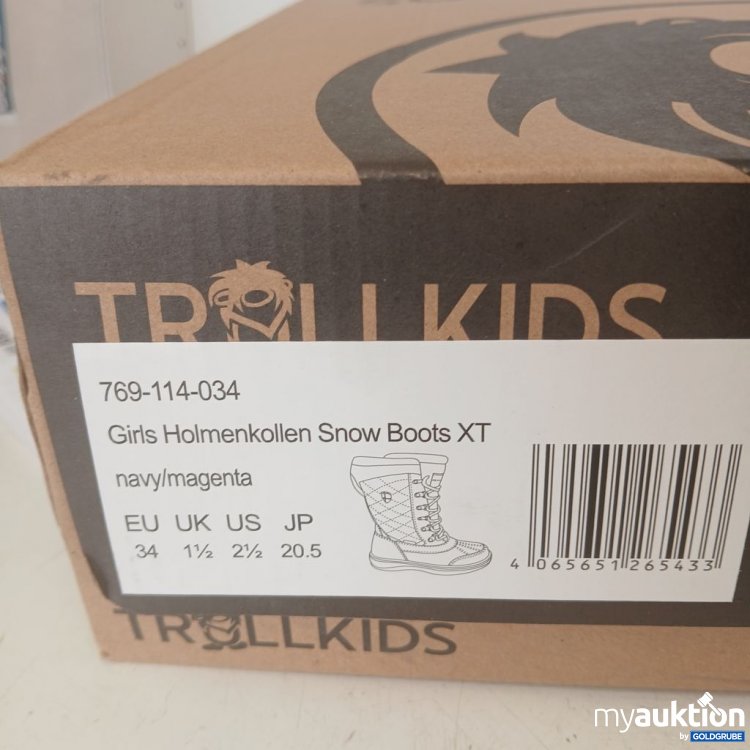 TROLLKIDS
769-114-034
Girls Holmenkollen Snow Boots XT
navy/magenta
EU UK US JP
34 1½ 2½ 20.5
4 065651 265433
TROLLKIDS
myauktion
by GOLDGRUBE